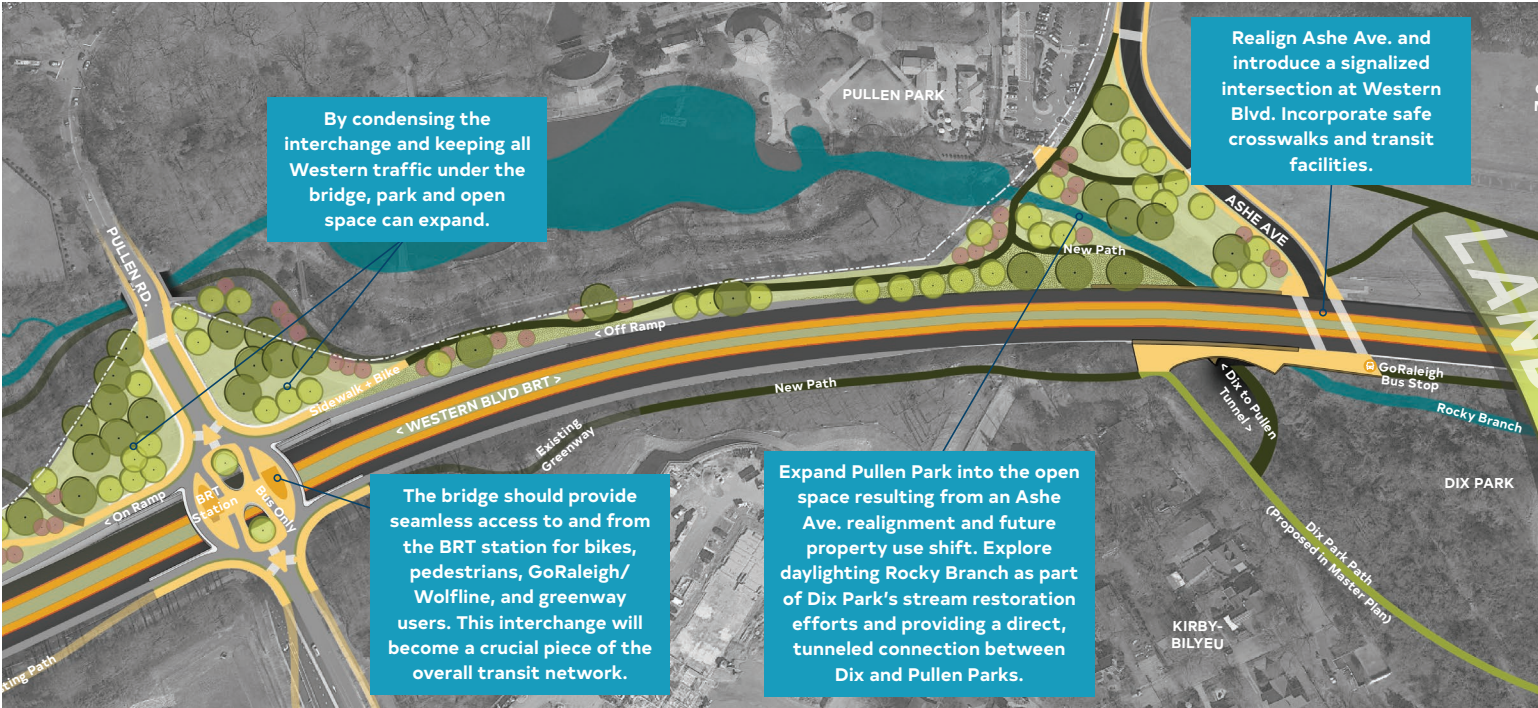 By condensing the
interchange and keeping all
Western traffic under the
bridge, park and open
space can expand.
PULLEN PARK
Realign Ashe Ave. and
introduce a signalized
intersection at Western
Blvd. Incorporate safe
crosswalks and transit
facilities.
PULLEN RD.
ASHE AVE
New Path
< Off Ramp
Sidewalk + Bike
< WESTERN BLVD BRT >
New Path
Existing
Greenway
GoRaleigh
Bus Stop
< Dix to Pullen
Tunnel >
Rocky Branch
< On Ramp
BRT
Station
Bus Only
The bridge should provide
seamless access to and from
the BRT station for bikes,
pedestrians, GoRaleigh/
Wolfline, and greenway
users. This interchange will
become a crucial piece of the
overall transit network.
Expand Pullen Park into the open
space resulting from an Ashe
Ave. realignment and future
property use shift. Explore
daylighting Rocky Branch as part
of Dix Park's stream restoration
efforts and providing a direct,
tunneled connection between
Dix and Pullen Parks.
DIX PARK
Dix Park Path
(Proposed in Master Plan)
KIRBY-
BILYEU
ting Path